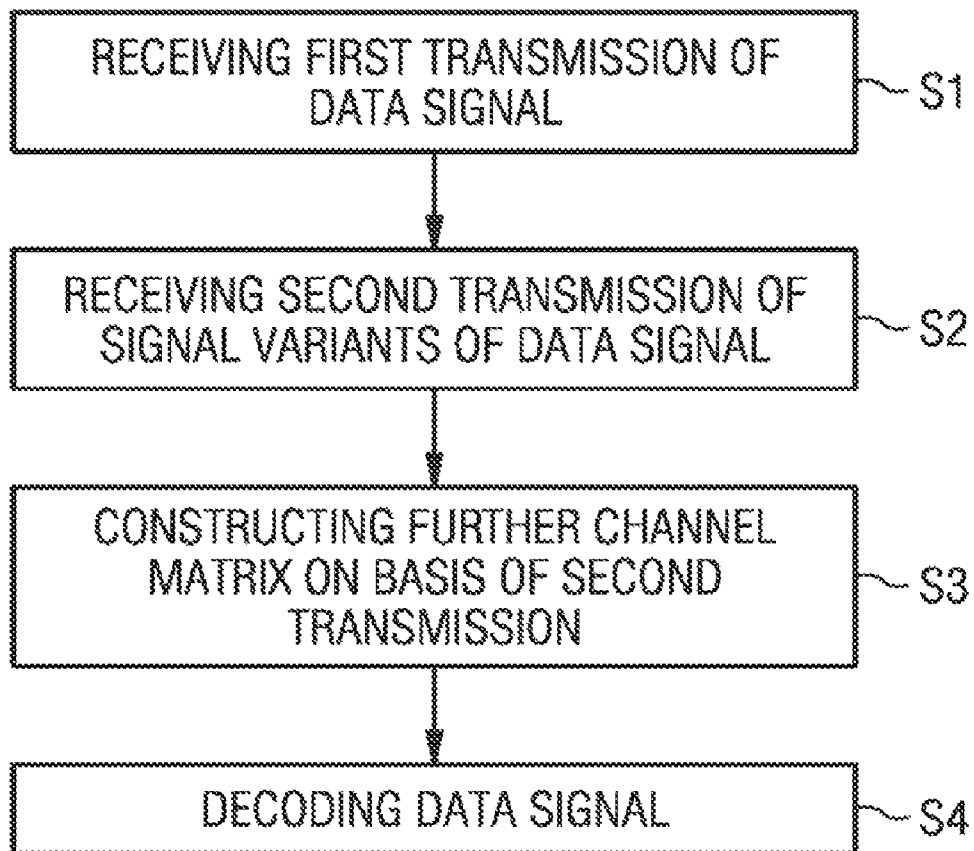 RECEIVING FIRST TRANSMISSION OF
DATA SIGNAL
S1
RECEIVING SECOND TRANSMISSION OF
SIGNAL VARIANTS OF DATA SIGNAL
S2
CONSTRUCTING FURTHER CHANNEL
MATRIX ON BASIS OF SECOND
TRANSMISSION
S3
DECODING DATA SIGNAL
S4